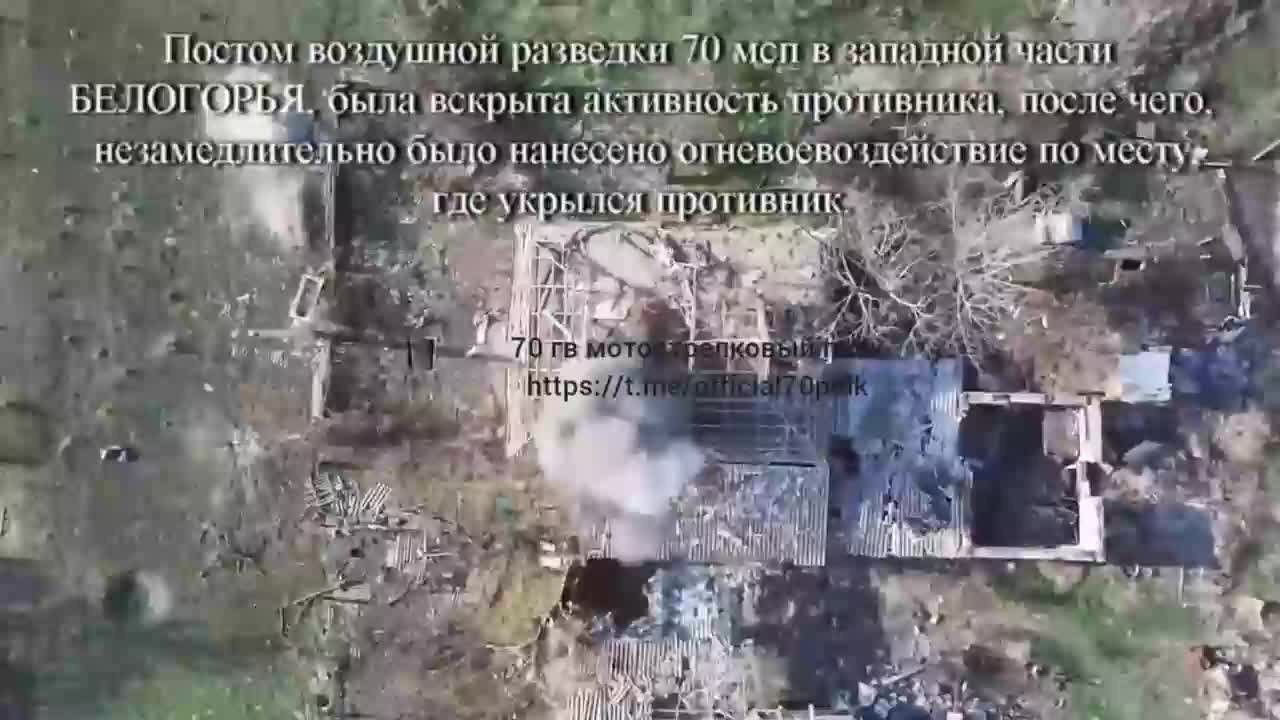 Постом воздушной разведки 70 мсп в западной части
БЕЛОГОРЬЯ, была вскрыта активность противника, после чего,
незамедлительно было нанесено огневоевоздействие по месту,
где укрылся противник.
70 гв мотострелковый
https://t.me/official70polk